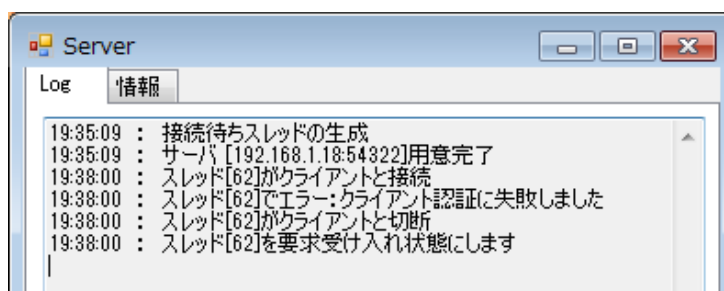 Server
Log 情報
19:35:09 : 接続待ちスレッドの生成
19:35:09 : サーバ [192.168.1.18:54322]用意完了
19:38:00 : スレッド[62]がクライアントと接続
19:38:00 : スレッド[62]でエラー：クライアント認証に失敗しました
19:38:00 : スレッド[62]がクライアントと切断
19:38:00 : スレッド[62]を要求受け入れ状態にします